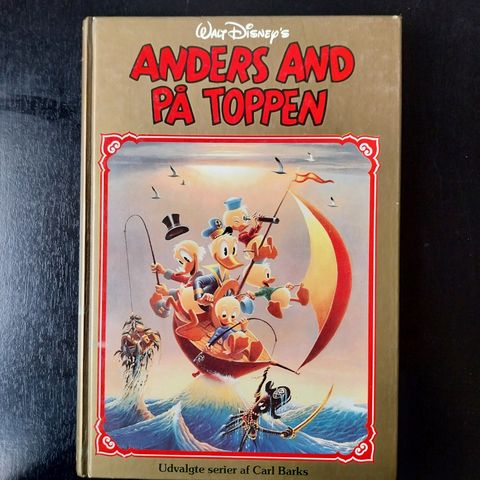 Walt Disney's
ANDERS AND
PÅ TOPPEN
Udvalgte serier af Carl Barks